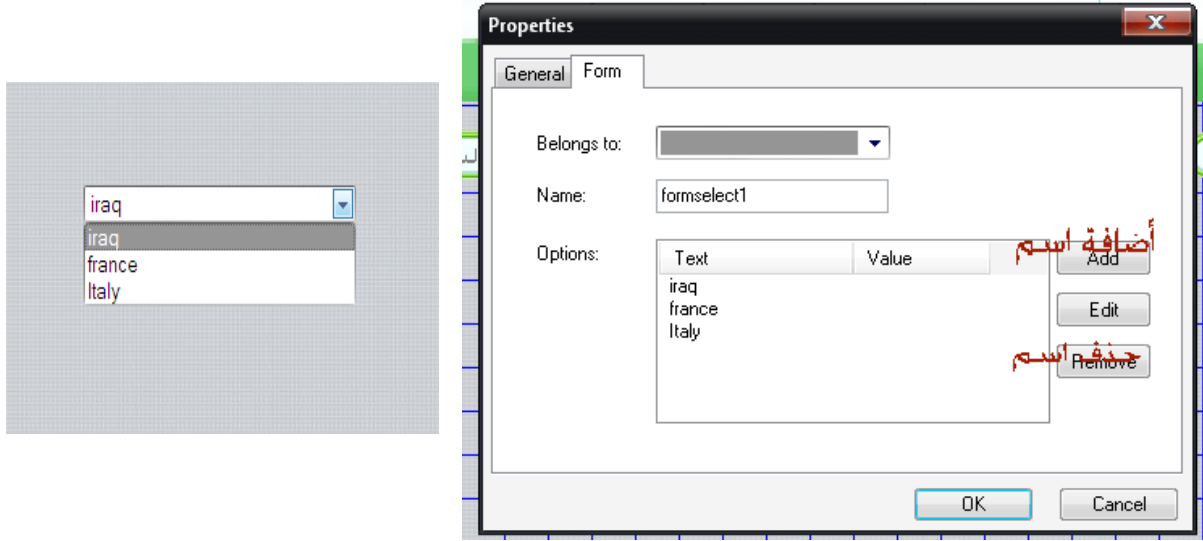 iraq
iraq
france
Italy
Properties
General Form
Belongs to:
Name: formselect1
أضافة اسم
Options: Text Value Add
iraq
france Edit
Italy
حذف اسم
Remove
OK Cancel